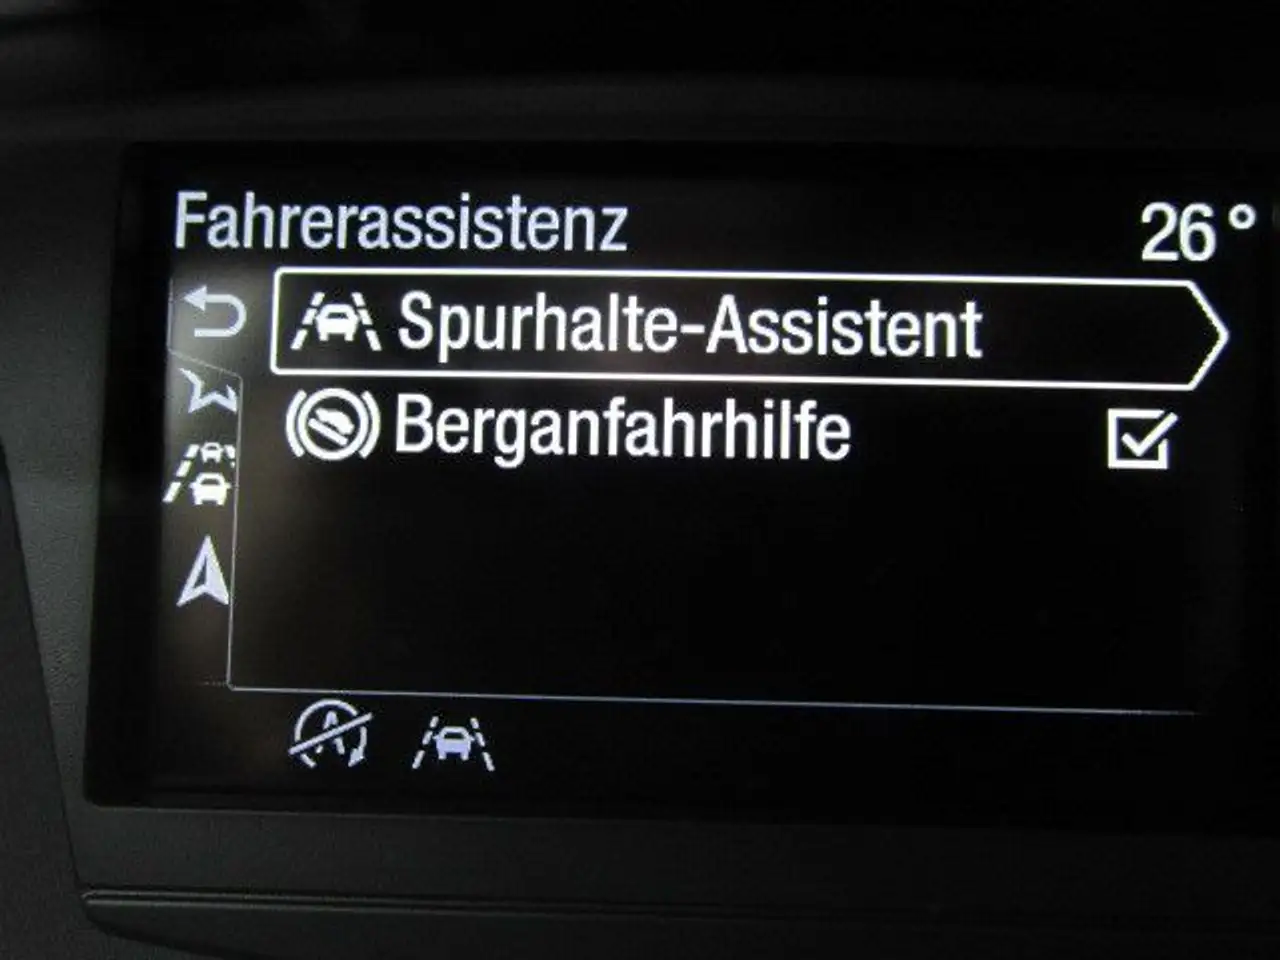 Fahrerassistenz 26°
Spurhalte-Assistent
Berganfahrhilfe